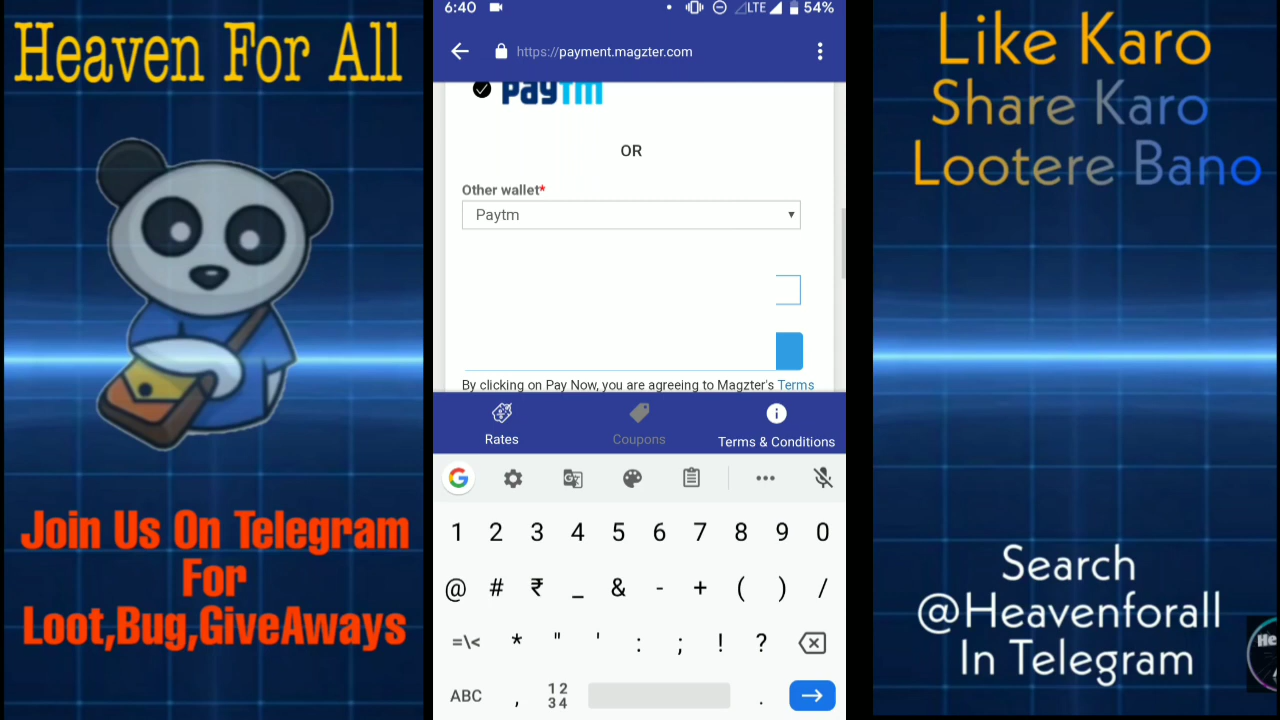 Heaven For All
Join Us On Telegram
For
Loot,Bug,GiveAways
6:40
LTE
54%
https://payment.magzter.com
Paytm
OR
Other wallet*
Paytm
By clicking on Pay Now, you are agreeing to Magzter's Terms
Rates
Coupons
Terms & Conditions
G
1 2 3 4 5 6 7 8 9 0
@ # ₹ _ & - + ( ) /
=\< * " ' : ; ! ?
ABC , 12 .
34
Like Karo
Share Karo
Lootere Bano
Search
@Heavenforall
In Telegram
He